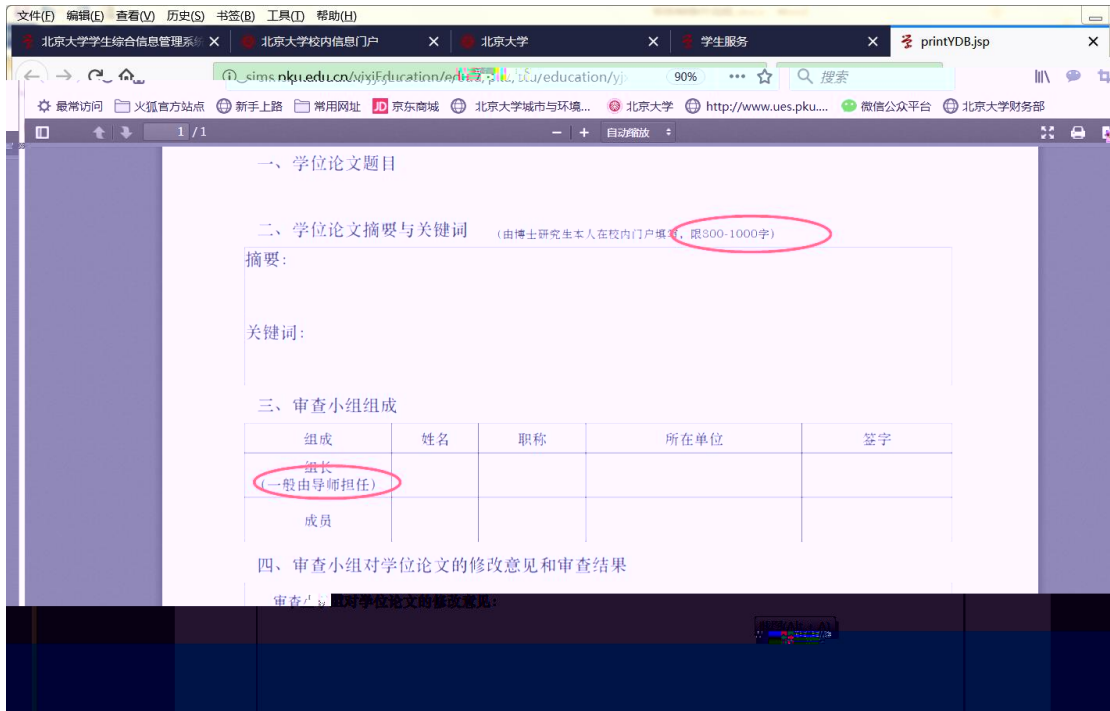 文件(F) 编辑(E) 查看(V) 历史(S) 书签(B) 工具(T) 帮助(H)
北京大学学生综合信息管理系统 北京大学校内信息门户 北京大学 学生服务 printYDB.jsp
sims.pku.edu.cn 90% 搜索
最常访问 火狐官方站点 新手上路 常用网址 JD 京东商城 北京大学城市与环境... 北京大学 http://www.ues.pku.... 微信公众平台 北京大学财务部
1 / 1 自动缩放
一、学位论文题目
二、学位论文摘要与关键词 (由博士研究生本人在校内门户填写，限800-1000字)
摘要：
关键词：
三、审查小组组成
组成 姓名 职称 所在单位 签字
组长
(一般由导师担任)
成员
四、审查小组对学位论文的修改意见和审查结果
审查小组对学位论文的修改意见：